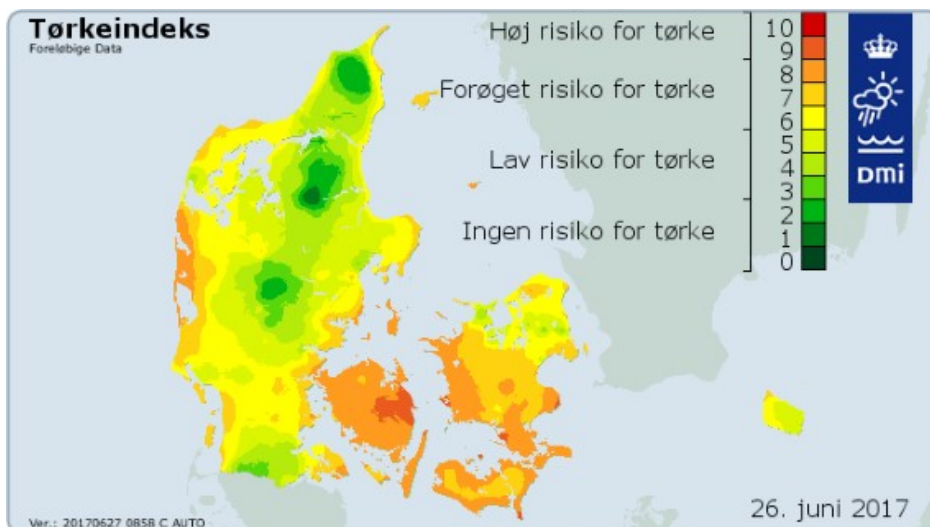 Tørkeindeks
Foreløbige Data
Høj risiko for tørke
Forøget risiko for tørke
Lav risiko for tørke
Ingen risiko for tørke
10
9
8
7
6
5
4
3
2
1
0
DMI
26. juni 2017
Ver.: 20170627 0858 C AUTO